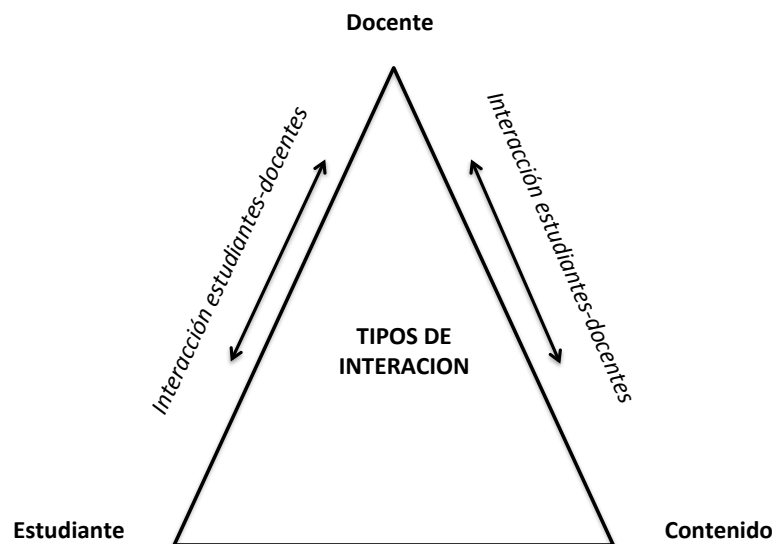 Docente
Interacción estudiantes-docentes
Interacción estudiantes-docentes
TIPOS DE
INTERACION
Estudiante
Contenido